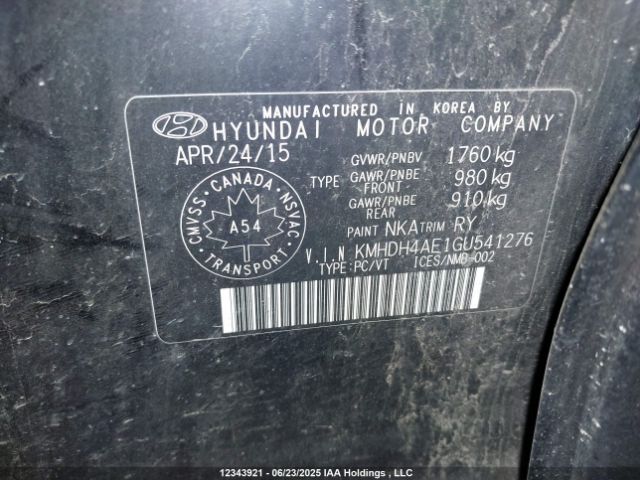 MANUFACTURED IN KOREA BY
HYUNDAI MOTOR COMPANY
APR/24/15
GVWR/PNBV 1760 kg
TYPE GAWR/PNBE FRONT 980 kg
GAWR/PNBE REAR 910 kg
PAINT NKA TRIM RY
V.I.N KMHDH4AE1GU541276
TYPE:PC/VT ICES/NMB-002
CMVSS · CANADA · NSVAC
A54
TRANSPORT
12343921 - 06/23/2025 IAA Holdings , LLC